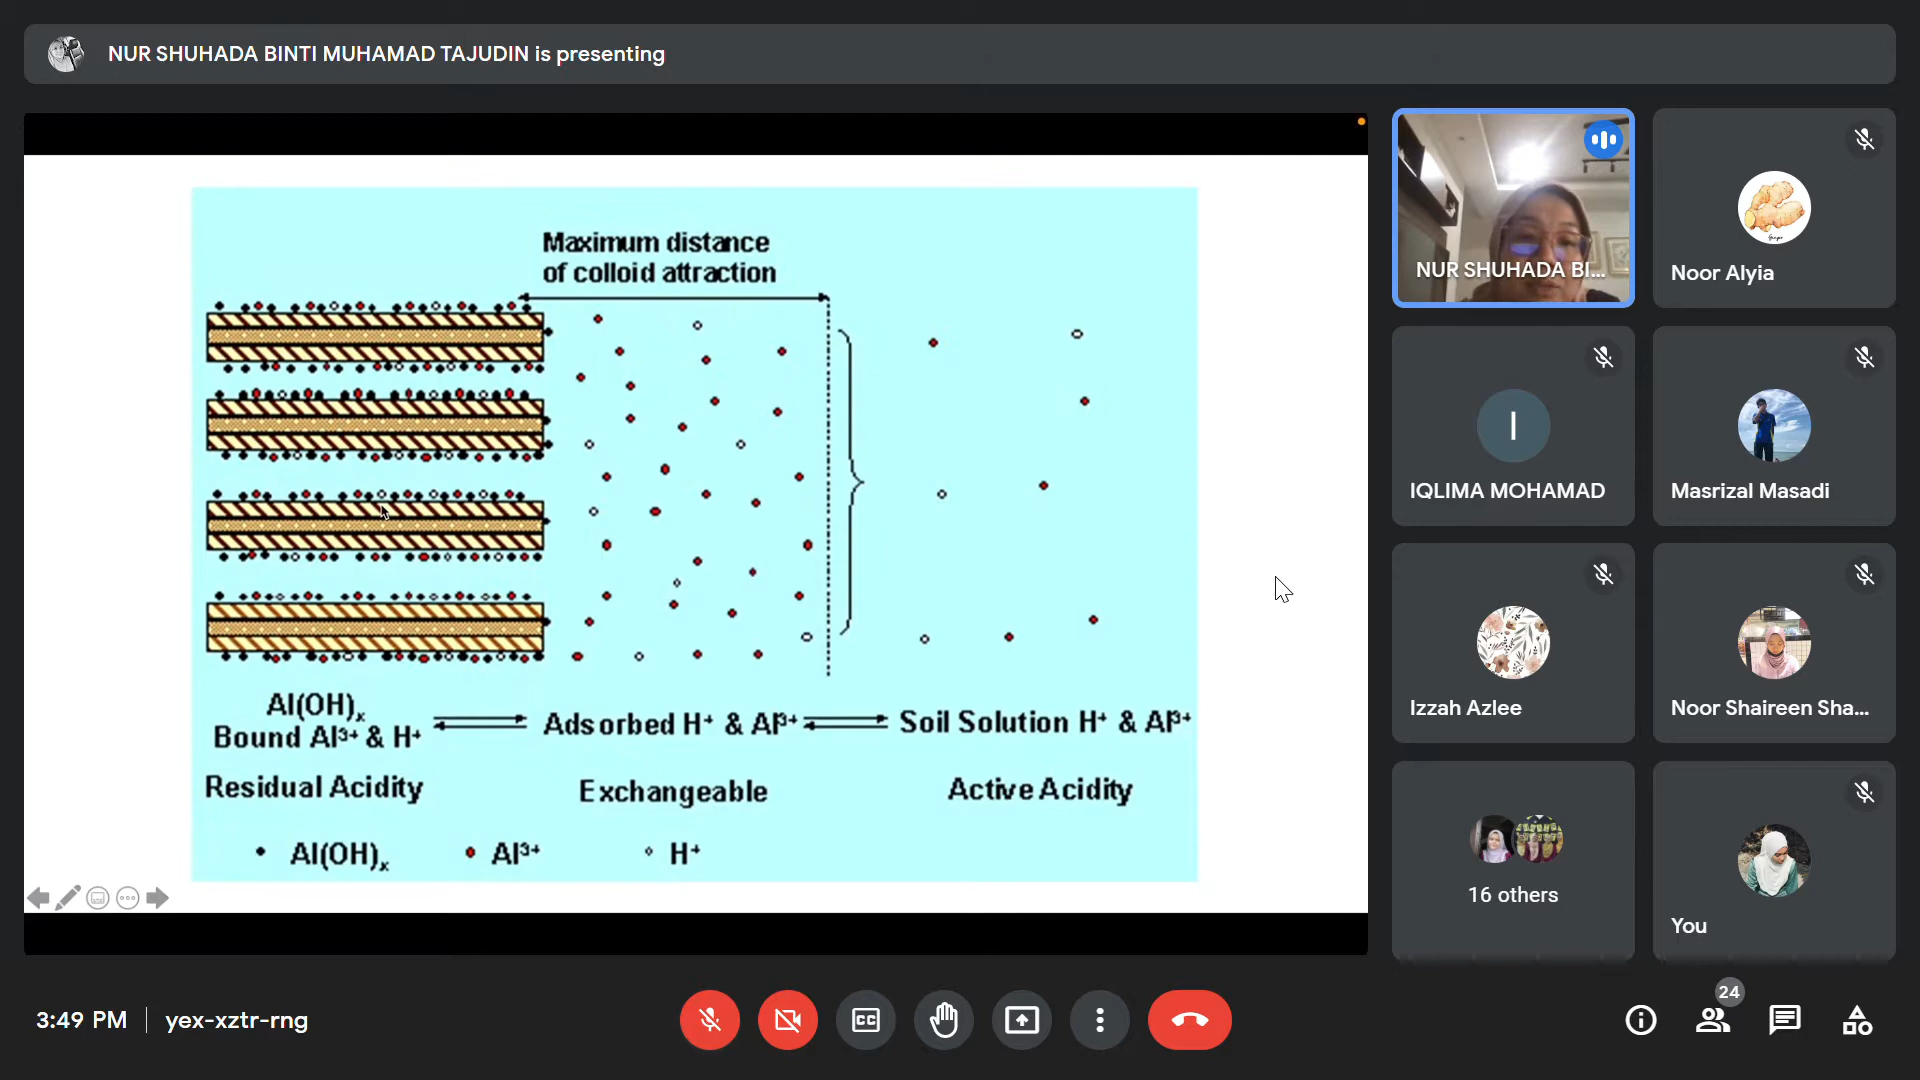 NUR SHUHADA BINTI MUHAMAD TAJUDIN is presenting
Maximum distance
of colloid attraction
Al(OH)ₓ
Bound Al³⁺ & H⁺
Adsorbed H⁺ & Al³⁺
Soil Solution H⁺ & Al³⁺
Residual Acidity
Exchangeable
Active Acidity
Al(OH)ₓ
Al³⁺
H⁺
NUR SHUHADA BI...
Noor Alyia
I
IQLIMA MOHAMAD
Masrizal Masadi
Izzah Azlee
Noor Shaireen Sha...
16 others
You
3:49 PM
yex-xztr-rng
CC
24